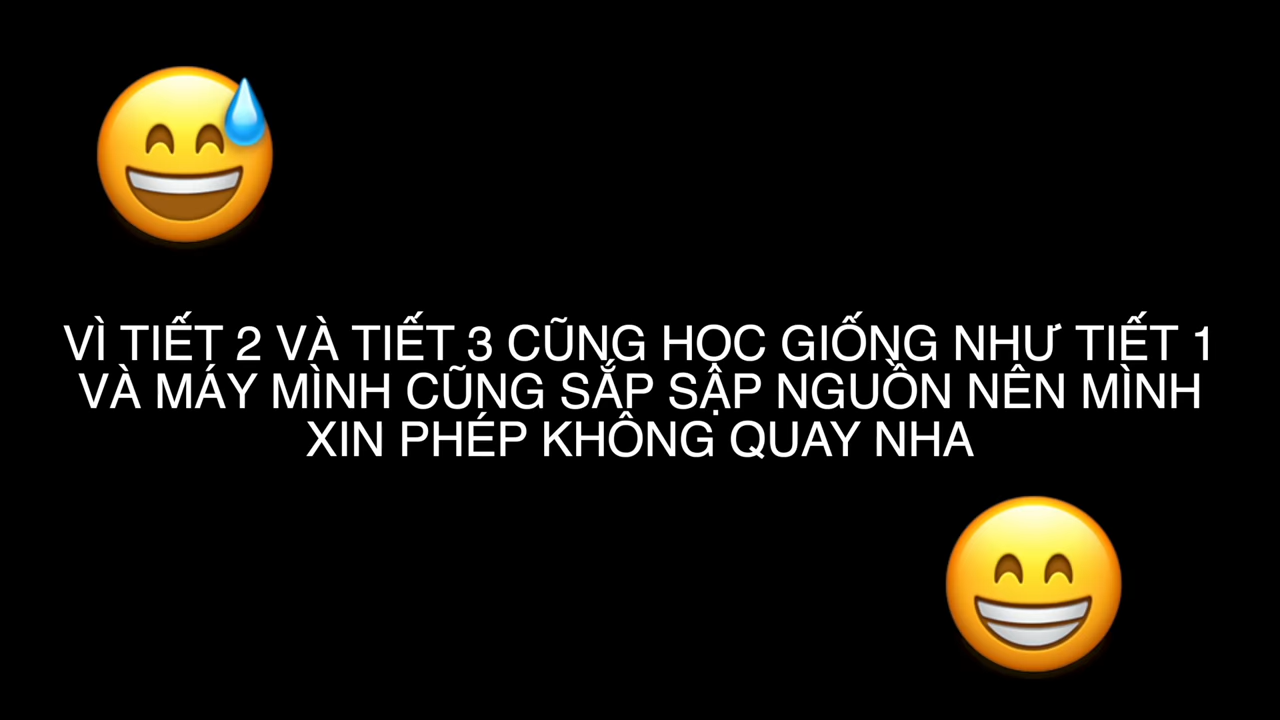 VÌ TIẾT 2 VÀ TIẾT 3 CŨNG HỌC GIỐNG NHƯ TIẾT 1
VÀ MÁY MÌNH CŨNG SẮP SẬP NGUỒN NÊN MÌNH
XIN PHÉP KHÔNG QUAY NHA